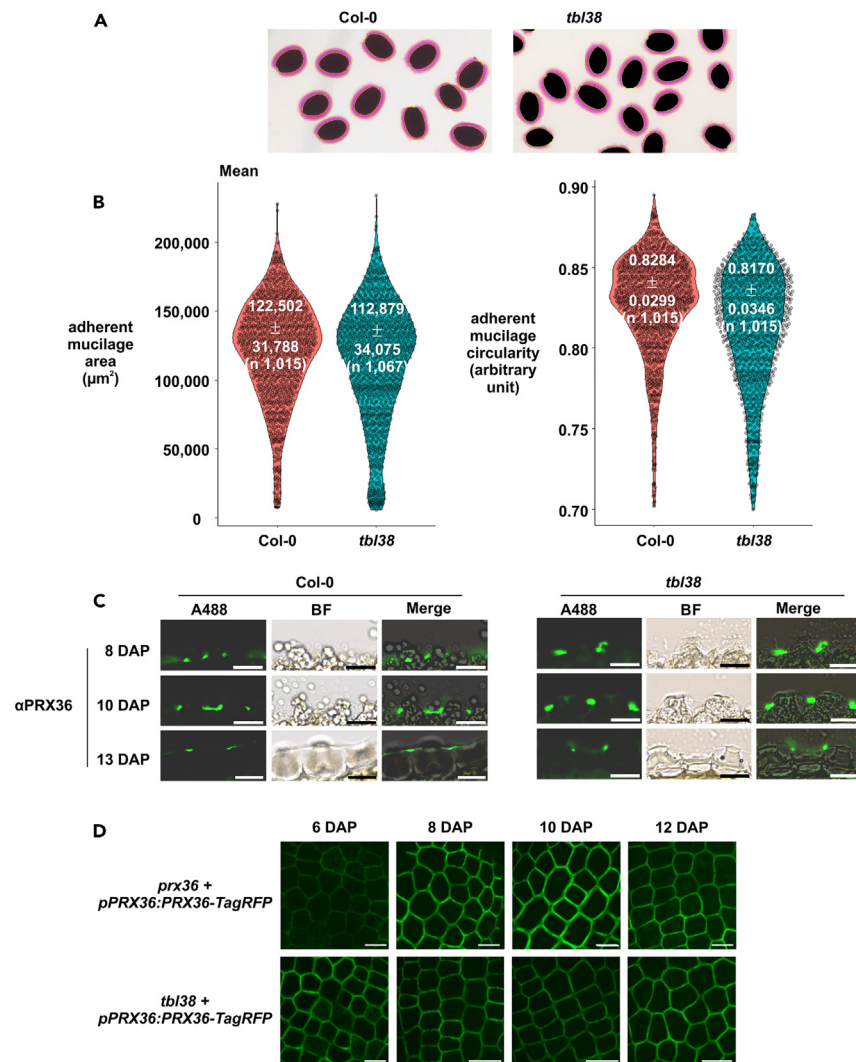 A
Col-0
tbl38
B
Mean
adherent
mucilage
area
(µm²)
200,000
150,000
100,000
50,000
0
122,502
31,788
(n 1,015)
112,879
34,075
(n 1,067)
Col-0
tbl38
adherent
mucilage
circularity
(arbitrary
unit)
0.90
0.85
0.80
0.75
0.70
0.8284
0.0299
(n 1,015)
0.8170
0.0346
(n 1,015)
Col-0
tbl38
C
Col-0
tbl38
A488 BF Merge
A488 BF Merge
αPRX36
8 DAP
10 DAP
13 DAP
D
6 DAP 8 DAP 10 DAP 12 DAP
prx36 +
pPRX36:PRX36-TagRFP
tbl38 +
pPRX36:PRX36-TagRFP